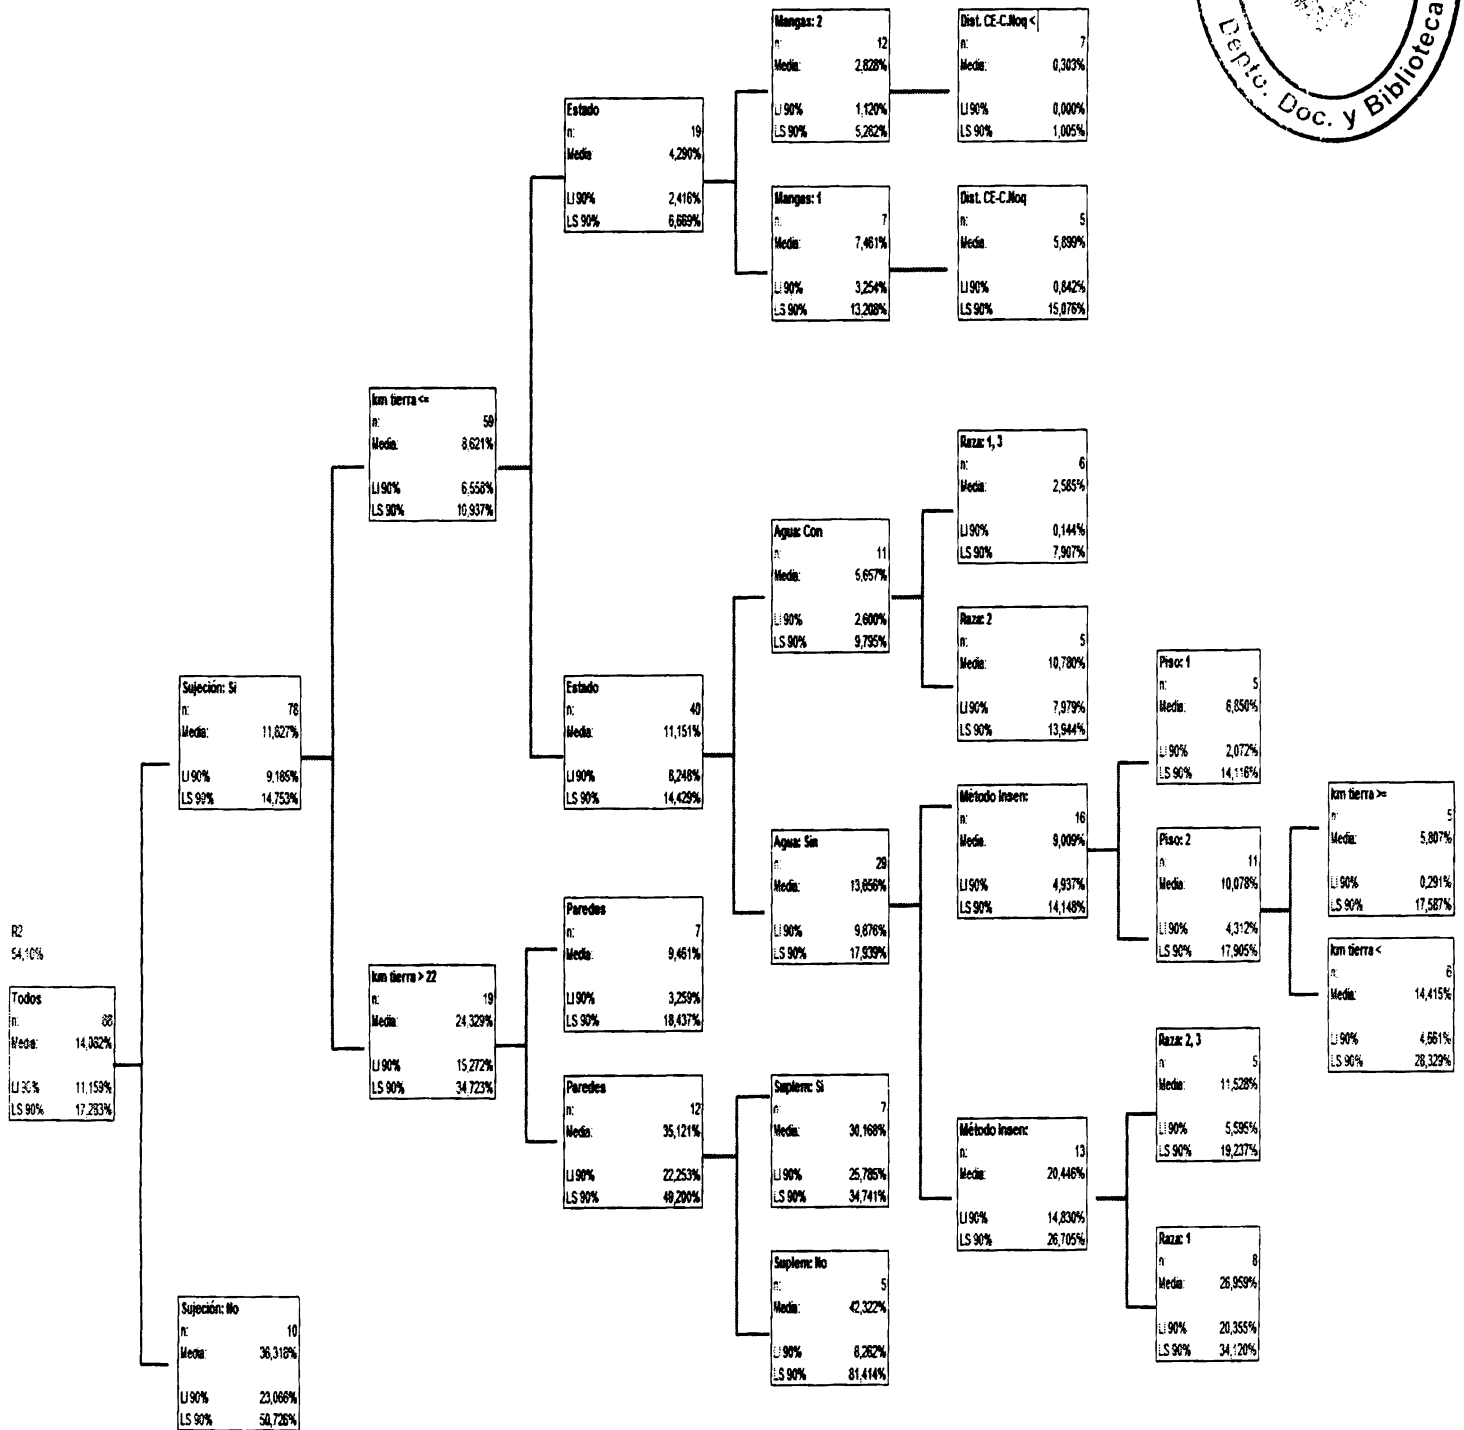 Depto. Doc. y Biblioteca
Mangas: 2
n: 12
Media: 2,828%
LI 90% 1,120%
LS 90% 5,262%
Dist. CE-C.Noq <
n: 7
Media: 0,303%
LI 90% 0,000%
LS 90% 1,005%
Estado
n: 19
Media 4,290%
LI 90% 2,416%
LS 90% 6,669%
Mangas: 1
n: 7
Media: 7,461%
LI 90% 3,254%
LS 90% 13,208%
Dist. CE-C.Noq
n: 5
Media: 5,899%
LI 90% 0,842%
LS 90% 15,076%
km tierra <=
n: 59
Media: 8,621%
LI 90% 6,558%
LS 90% 10,937%
Raza: 1, 3
n: 6
Media: 2,565%
LI 90% 0,144%
LS 90% 7,907%
Agua: Con
n: 11
Media: 5,657%
LI 90% 2,600%
LS 90% 9,795%
Raza: 2
n: 5
Media: 10,780%
LI 90% 7,979%
LS 90% 13,944%
Sujeción: Si
n: 78
Media: 11,827%
LI 90% 9,185%
LS 90% 14,753%
Estado
n: 40
Media: 11,151%
LI 90% 8,248%
LS 90% 14,429%
Piso: 1
n: 5
Media: 6,850%
LI 90% 2,072%
LS 90% 14,116%
Agua: Sin
n: 29
Media: 13,656%
LI 90% 9,876%
LS 90% 17,939%
Método Insen:
n: 16
Media: 9,009%
LI 90% 4,937%
LS 90% 14,148%
Piso: 2
n: 11
Media: 10,078%
LI 90% 4,312%
LS 90% 17,905%
km tierra >=
n: 5
Media: 5,807%
LI 90% 0,291%
LS 90% 17,587%
km tierra <
n: 6
Media: 14,415%
LI 90% 4,661%
LS 90% 28,329%
R2
54,10%
Todos
n: 88
Media: 14,062%
LI 90% 11,159%
LS 90% 17,283%
Paredes
n: 7
Media: 9,461%
LI 90% 3,259%
LS 90% 18,437%
km tierra > 22
n: 19
Media: 24,329%
LI 90% 15,272%
LS 90% 34,723%
Paredes
n: 12
Media: 35,121%
LI 90% 22,253%
LS 90% 49,200%
Suplem: Si
n: 7
Media: 30,168%
LI 90% 25,785%
LS 90% 34,741%
Suplem: No
n: 5
Media: 42,322%
LI 90% 8,262%
LS 90% 81,414%
Método Insen:
n: 13
Media: 20,446%
LI 90% 14,830%
LS 90% 26,705%
Raza: 2, 3
n: 5
Media: 11,528%
LI 90% 5,595%
LS 90% 19,237%
Raza: 1
n: 8
Media: 26,959%
LI 90% 20,355%
LS 90% 34,120%
Sujeción: No
n: 10
Media: 36,318%
LI 90% 23,066%
LS 90% 50,726%